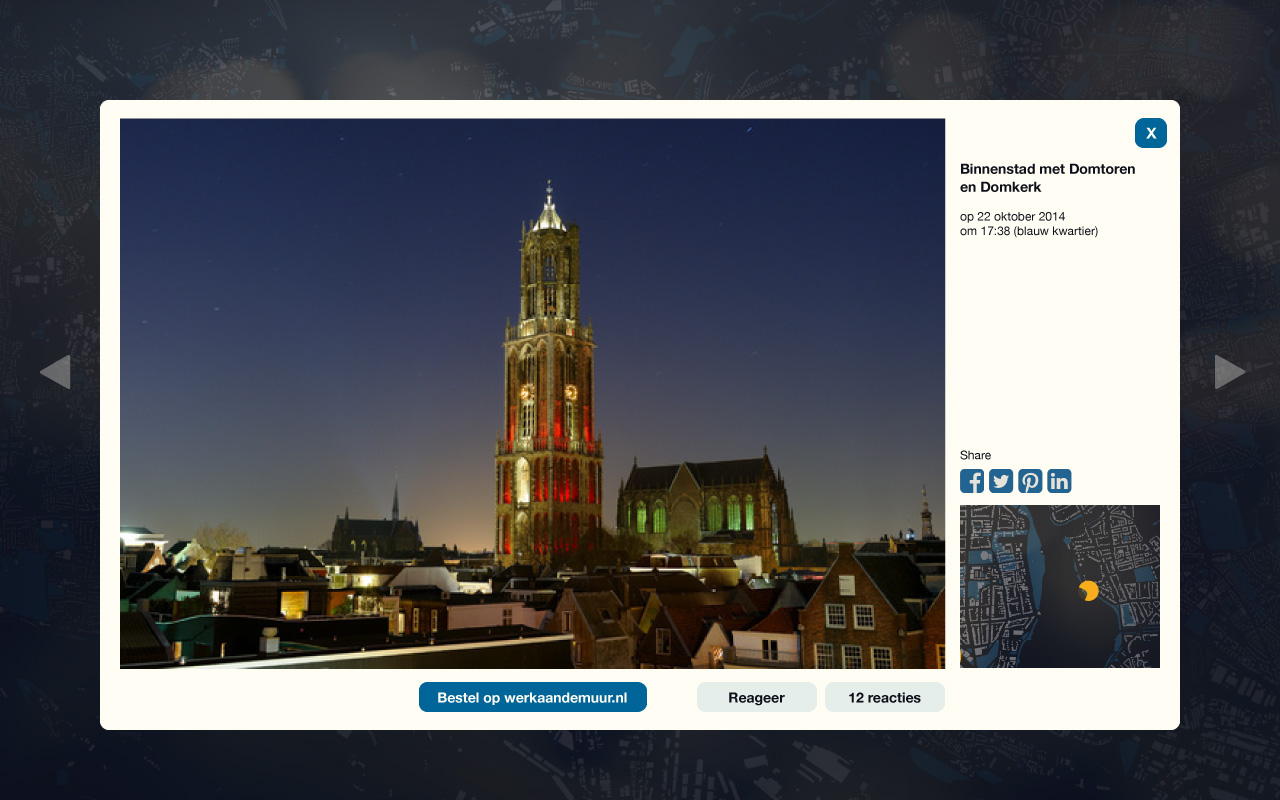 X
Binnenstad met Domtoren
en Domkerk
op 22 oktober 2014
om 17:38 (blauw kwartier)
Share
Bestel op werkaandemuur.nl
Reageer
12 reacties